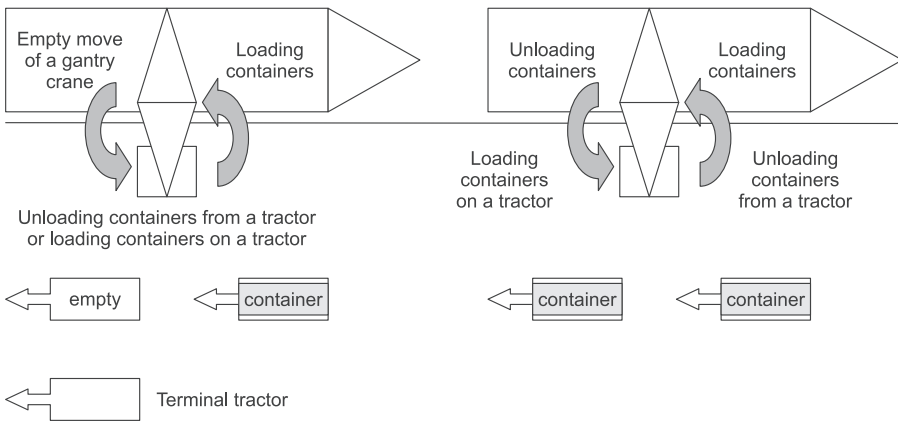 Empty move
of a gantry
crane
Loading
containers
Unloading containers from a tractor
or loading containers on a tractor
Unloading
containers
Loading
containers
Loading
containers
on a tractor
Unloading
containers
from a tractor
empty
container
container
container
Terminal tractor